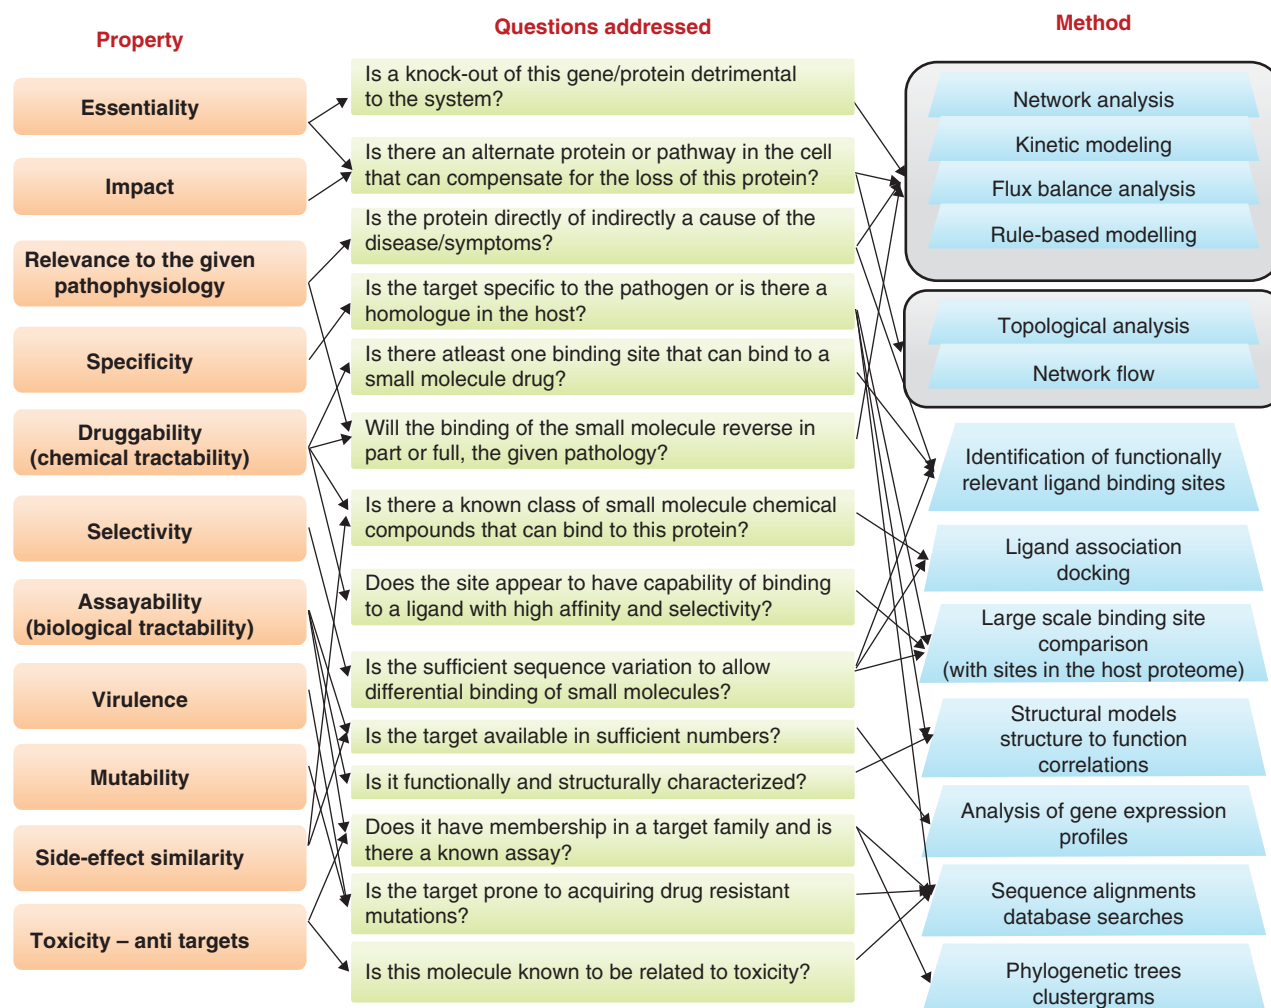 Property
Questions addressed
Method
Essentiality
Impact
Relevance to the given
pathophysiology
Specificity
Druggability
(chemical tractability)
Selectivity
Assayability
(biological tractability)
Virulence
Mutability
Side-effect similarity
Toxicity – anti targets
Is a knock-out of this gene/protein detrimental
to the system?
Is there an alternate protein or pathway in the cell
that can compensate for the loss of this protein?
Is the protein directly of indirectly a cause of the
disease/symptoms?
Is the target specific to the pathogen or is there a
homologue in the host?
Is there atleast one binding site that can bind to a
small molecule drug?
Will the binding of the small molecule reverse in
part or full, the given pathology?
Is there a known class of small molecule chemical
compounds that can bind to this protein?
Does the site appear to have capability of binding
to a ligand with high affinity and selectivity?
Is the sufficient sequence variation to allow
differential binding of small molecules?
Is the target available in sufficient numbers?
Is it functionally and structurally characterized?
Does it have membership in a target family and is
there a known assay?
Is the target prone to acquiring drug resistant
mutations?
Is this molecule known to be related to toxicity?
Network analysis
Kinetic modeling
Flux balance analysis
Rule-based modelling
Topological analysis
Network flow
Identification of functionally
relevant ligand binding sites
Ligand association
docking
Large scale binding site
comparison
(with sites in the host proteome)
Structural models
structure to function
correlations
Analysis of gene expression
profiles
Sequence alignments
database searches
Phylogenetic trees
clustergrams